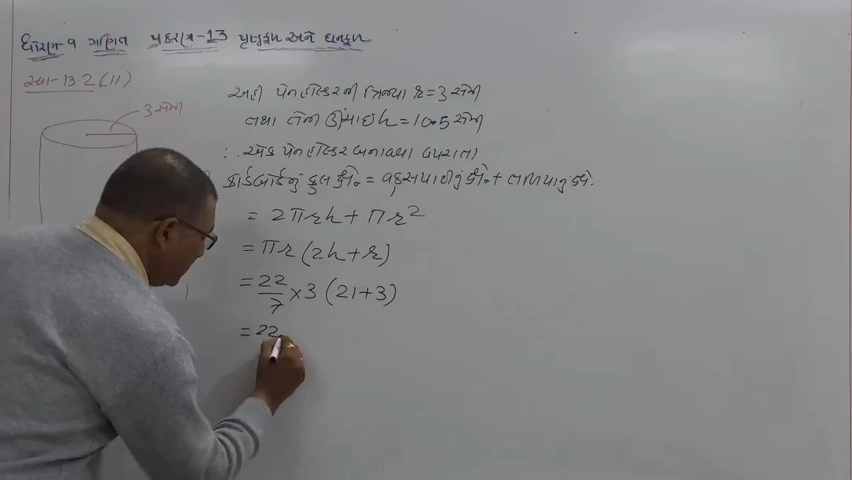 ધોરણ-૧ ગણિત પ્રકરણ-13 પૃષ્ઠફળ અને ઘનફળ
સ્વા-13.2 (11)
3 સેમી
અહીં પેનહોલ્ડરની ત્રિજ્યા r = 3 સેમી
તથા તેની ઊંચાઇ h = 10.5 સેમી
∴ એક પેનહોલ્ડર બનાવવા વપરાતા
કાર્ડબોર્ડનું કુલ ક્ષે. = વક્રસપાટીનું ક્ષે. + તળિયાનું ક્ષે.
= 2πrh + πr²
= πr (2h + r)
= 22/7 × 3 (21+3)
= 22